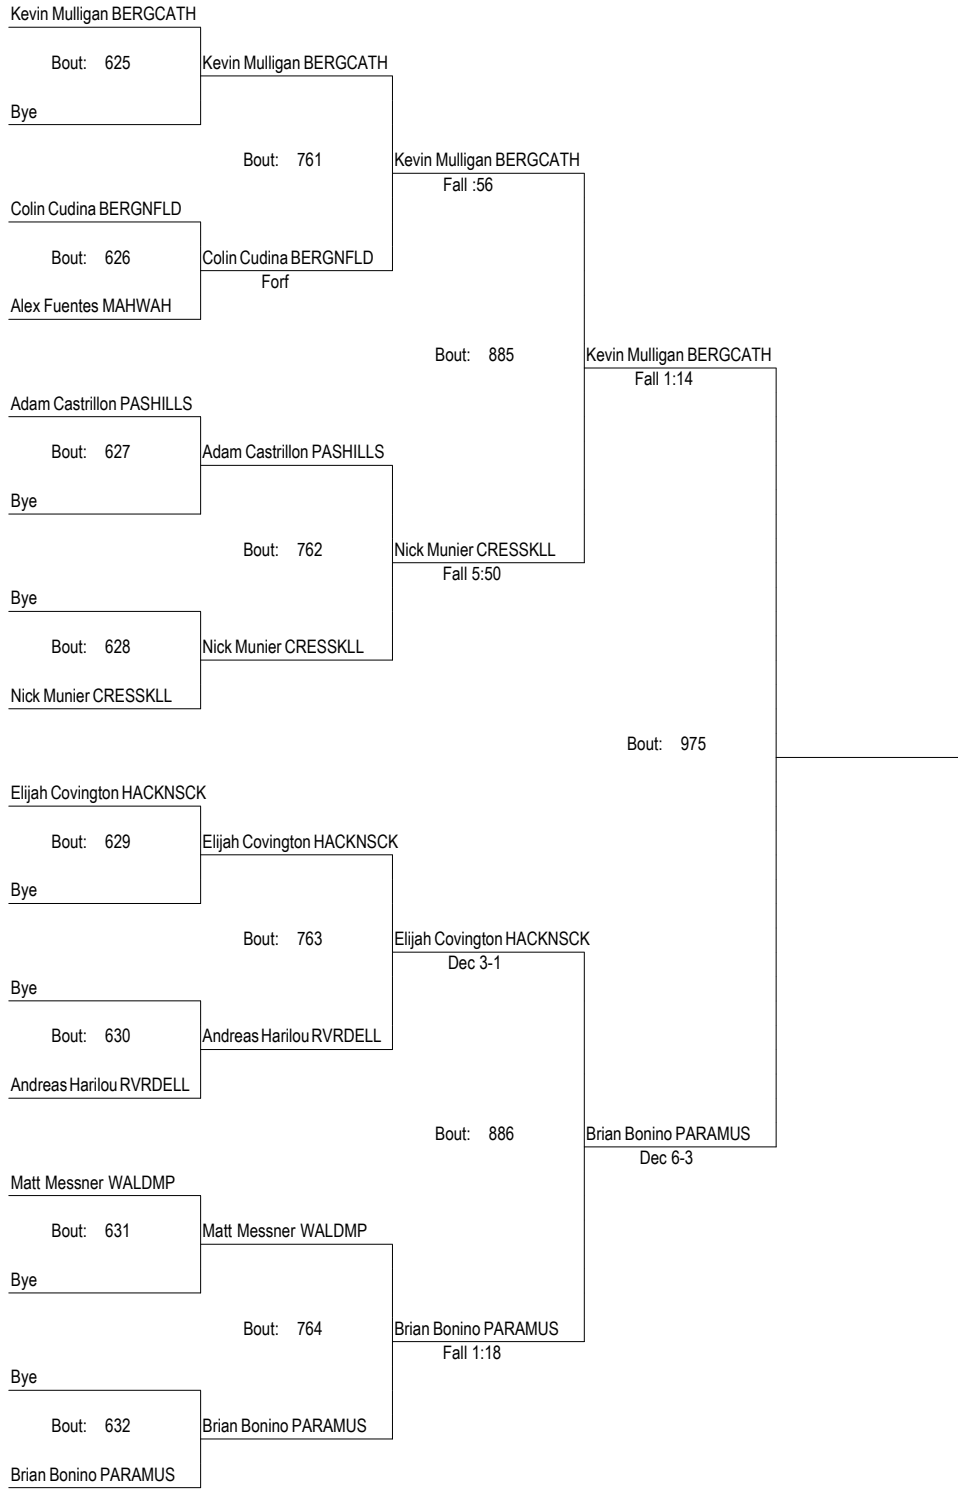 Kevin Mulligan BERGCATH
Bout: 625 Kevin Mulligan BERGCATH
Bye
Bout: 761 Kevin Mulligan BERGCATH
Fall :56
Colin Cudina BERGNFLD
Bout: 626 Colin Cudina BERGNFLD
Forf
Alex Fuentes MAHWAH
Bout: 885 Kevin Mulligan BERGCATH
Fall 1:14
Adam Castrillon PASHILLS
Bout: 627 Adam Castrillon PASHILLS
Bye
Bout: 762 Nick Munier CRESSKLL
Fall 5:50
Bye
Bout: 628 Nick Munier CRESSKLL
Nick Munier CRESSKLL
Bout: 975
Elijah Covington HACKNSCK
Bout: 629 Elijah Covington HACKNSCK
Bye
Bout: 763 Elijah Covington HACKNSCK
Dec 3-1
Bye
Bout: 630 Andreas Harilou RVRDELL
Andreas Harilou RVRDELL
Bout: 886 Brian Bonino PARAMUS
Dec 6-3
Matt Messner WALDMP
Bout: 631 Matt Messner WALDMP
Bye
Bout: 764 Brian Bonino PARAMUS
Fall 1:18
Bye
Bout: 632 Brian Bonino PARAMUS
Brian Bonino PARAMUS